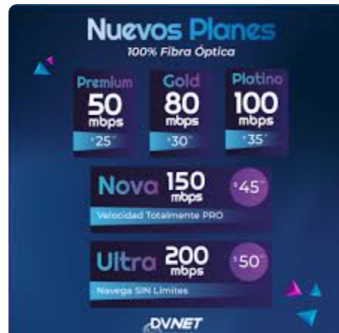 Nuevos Planes
100% Fibra Óptica
Premium
50
mbps
$25
Gold
80
mbps
$30
Platino
100
mbps
$35
Nova 150 mbps $45
Velocidad Totalmente PRO
Ultra 200 mbps $50
Navega SIN Límites
DVNET